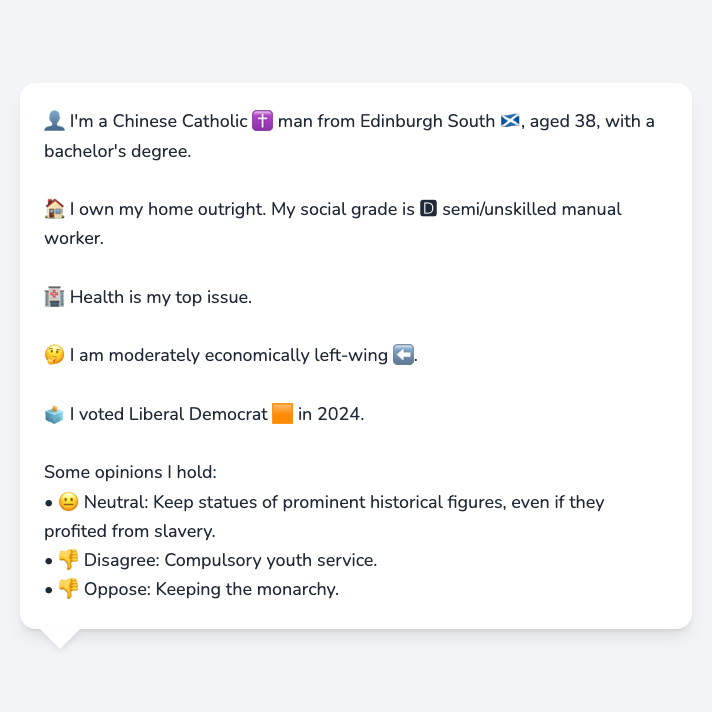 👤 I'm a Chinese Catholic ✝️ man from Edinburgh South 🏴󠁧󠁢󠁳󠁣󠁴󠁿, aged 38, with a
bachelor's degree.
🏠 I own my home outright. My social grade is 🅳 semi/unskilled manual
worker.
🏥 Health is my top issue.
🤔 I am moderately economically left-wing ⬅️.
🗳️ I voted Liberal Democrat 🟧 in 2024.
Some opinions I hold:
• 😐 Neutral: Keep statues of prominent historical figures, even if they
profited from slavery.
• 👎 Disagree: Compulsory youth service.
• 👎 Oppose: Keeping the monarchy.